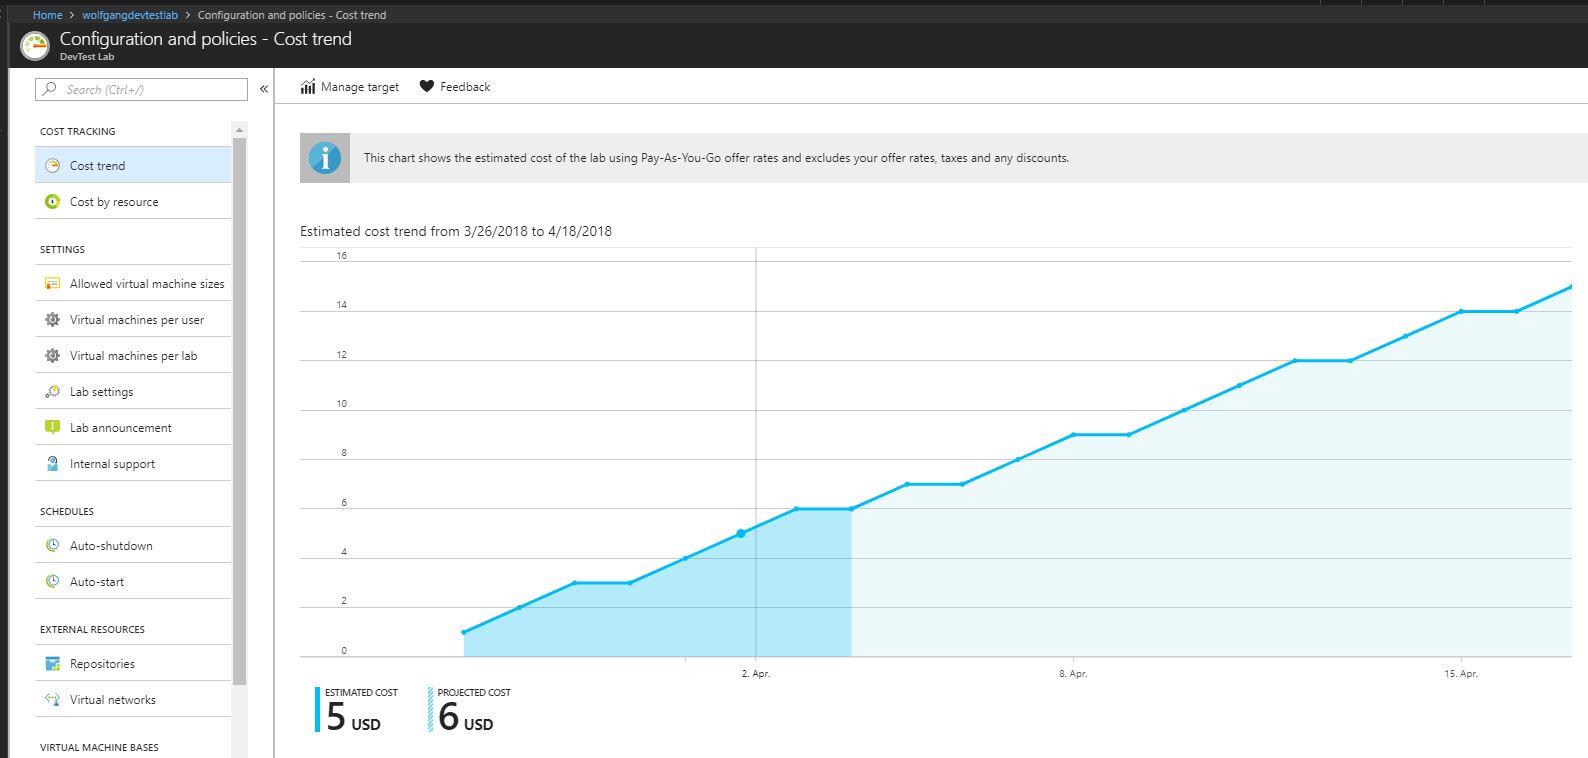 Home > wolfgangdevtestlab > Configuration and policies - Cost trend
Configuration and policies - Cost trend
DevTest Lab
Search (Ctrl+/)
«
COST TRACKING
Cost trend
Cost by resource
SETTINGS
Allowed virtual machine sizes
Virtual machines per user
Virtual machines per lab
Lab settings
Lab announcement
Internal support
SCHEDULES
Auto-shutdown
Auto-start
EXTERNAL RESOURCES
Repositories
Virtual networks
VIRTUAL MACHINE BASES
Manage target
Feedback
This chart shows the estimated cost of the lab using Pay-As-You-Go offer rates and excludes your offer rates, taxes and any discounts.
Estimated cost trend from 3/26/2018 to 4/18/2018
16
14
12
10
8
6
4
2
0
2. Apr.
8. Apr.
15. Apr.
ESTIMATED COST
5 USD
PROJECTED COST
6 USD